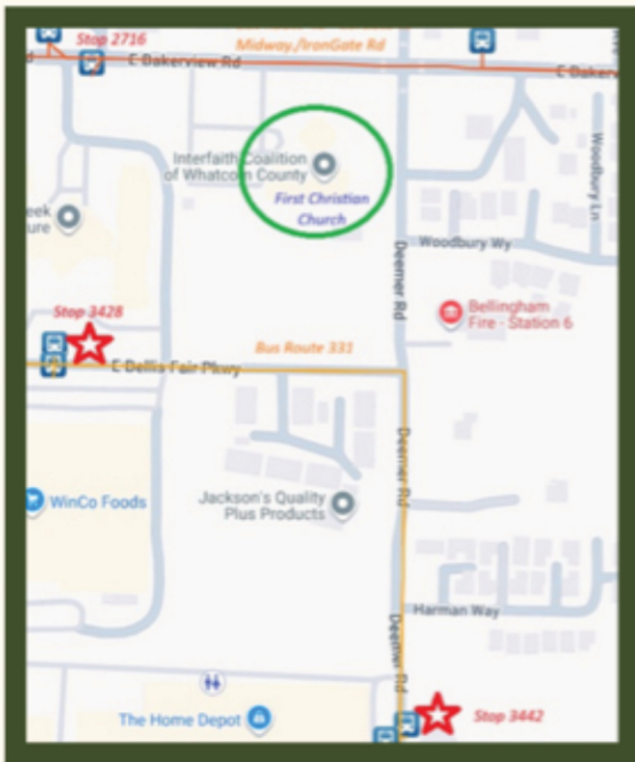 Stop 2716
Midway./IronGate Rd
E Bakerview Rd
E Bakerv
Interfaith Coalition
of Whatcom County
First Christian
Church
Woodbury Ln
eek
ure
Woodbury Wy
Deemer Rd
Bellingham
Fire - Station 6
Stop 3428
Bus Route 331
E Bellis Fair Pkwy
Deemer Rd
WinCo Foods
Jackson's Quality
Plus Products
Harman Way
Deemer Rd
The Home Depot
Stop 3442